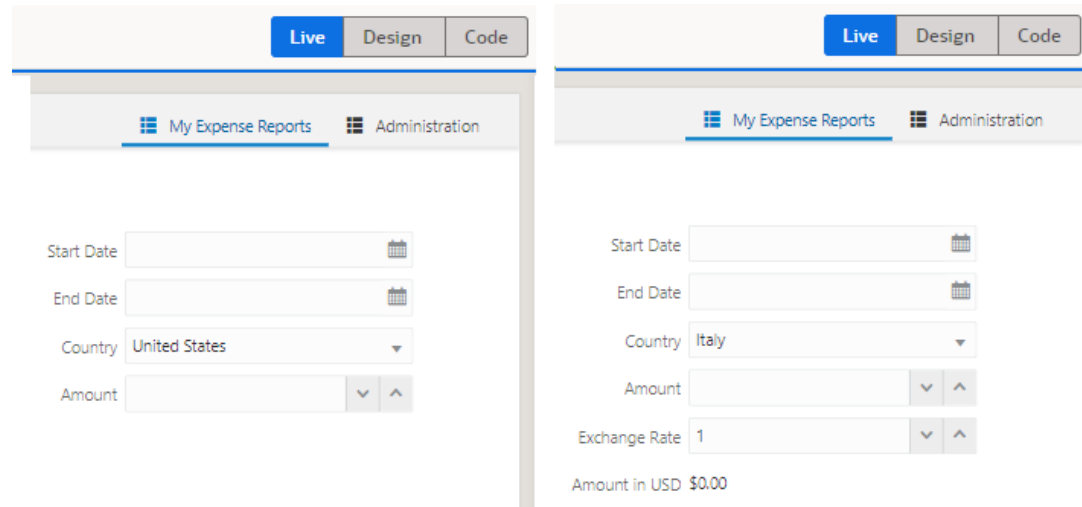 Live Design Code
My Expense Reports Administration
Start Date
End Date
Country United States
Amount
Live Design Code
My Expense Reports Administration
Start Date
End Date
Country Italy
Amount
Exchange Rate 1
Amount in USD $0.00